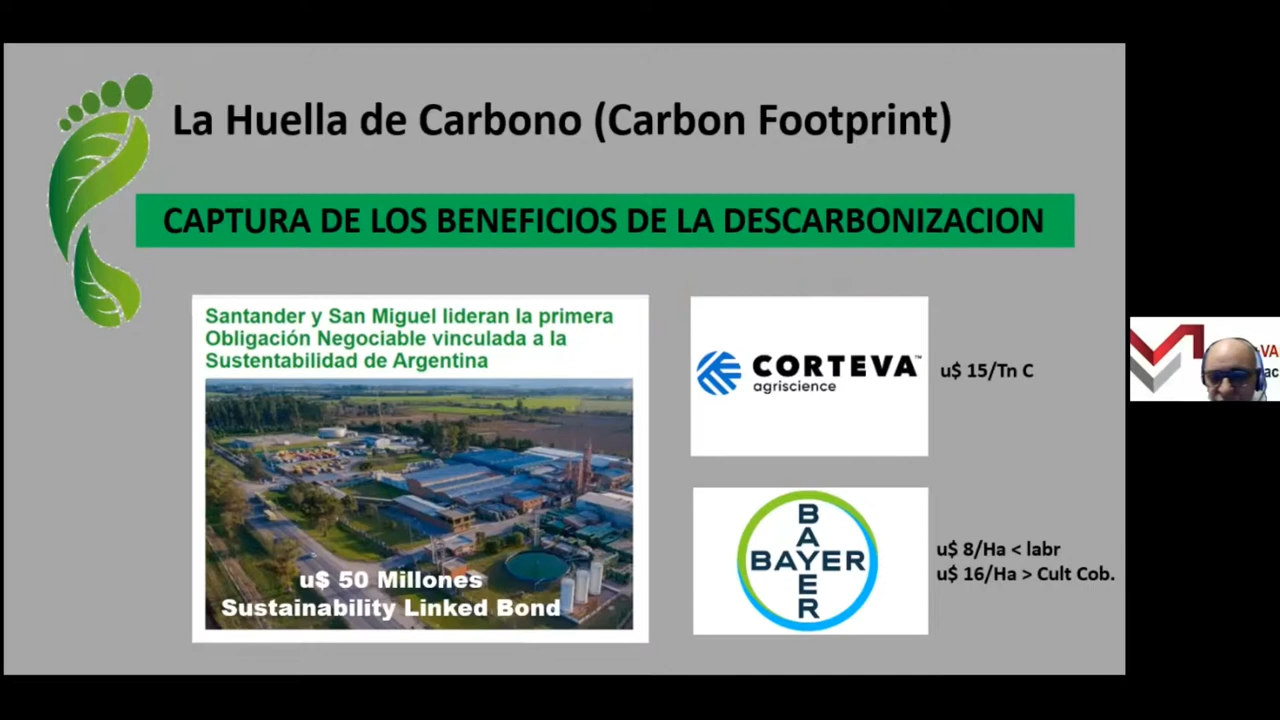 La Huella de Carbono (Carbon Footprint)
CAPTURA DE LOS BENEFICIOS DE LA DESCARBONIZACION
Santander y San Miguel lideran la primera
Obligación Negociable vinculada a la
Sustentabilidad de Argentina
u$ 50 Millones
Sustainability Linked Bond
CORTEVA™
agriscience
u$ 15/Tn C
BAYER
BAYER
u$ 8/Ha < labr
u$ 16/Ha > Cult Cob.